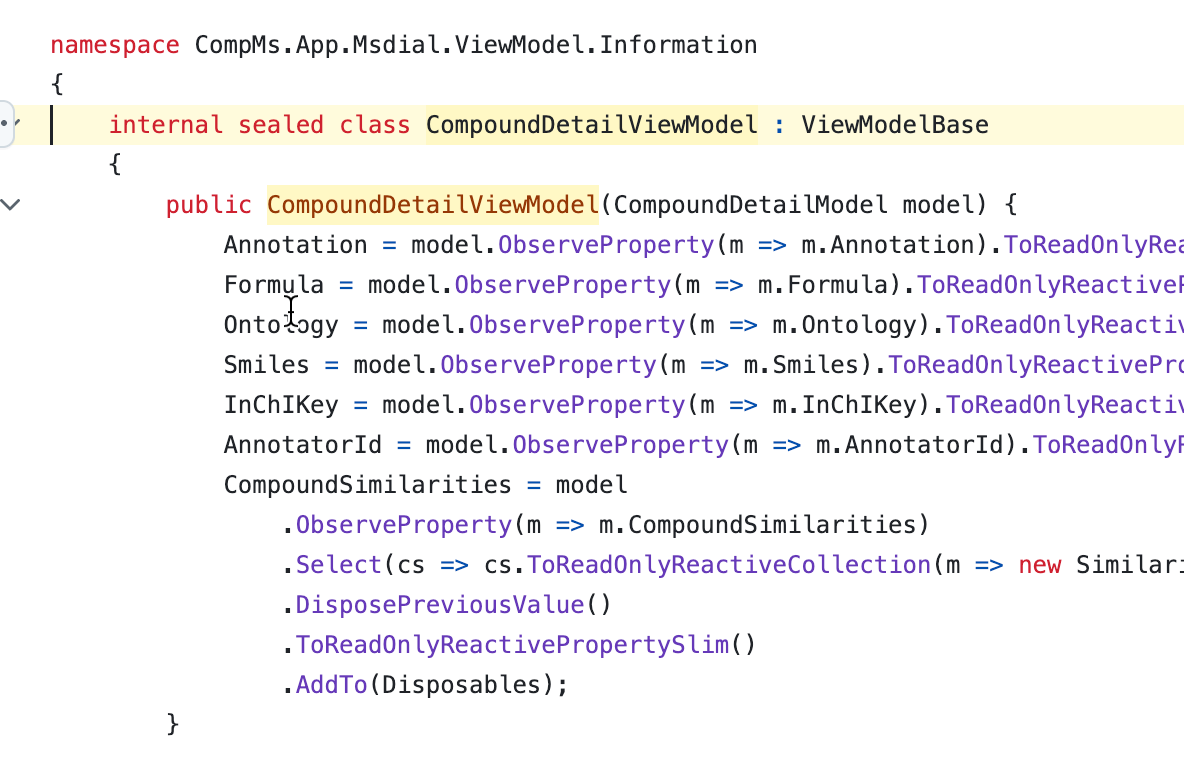 namespace CompMs.App.Msdial.ViewModel.Information
{
internal sealed class CompoundDetailViewModel : ViewModelBase
{
public CompoundDetailViewModel(CompoundDetailModel model) {
Annotation = model.ObserveProperty(m => m.Annotation).ToReadOnlyRea
Formula = model.ObserveProperty(m => m.Formula).ToReadOnlyReactiveP
Ontology = model.ObserveProperty(m => m.Ontology).ToReadOnlyReactiv
Smiles = model.ObserveProperty(m => m.Smiles).ToReadOnlyReactivePro
InChIKey = model.ObserveProperty(m => m.InChIKey).ToReadOnlyReactiv
AnnotatorId = model.ObserveProperty(m => m.AnnotatorId).ToReadOnlyR
CompoundSimilarities = model
.ObserveProperty(m => m.CompoundSimilarities)
.Select(cs => cs.ToReadOnlyReactiveCollection(m => new Similari
.DisposePreviousValue()
.ToReadOnlyReactivePropertySlim()
.AddTo(Disposables);
}